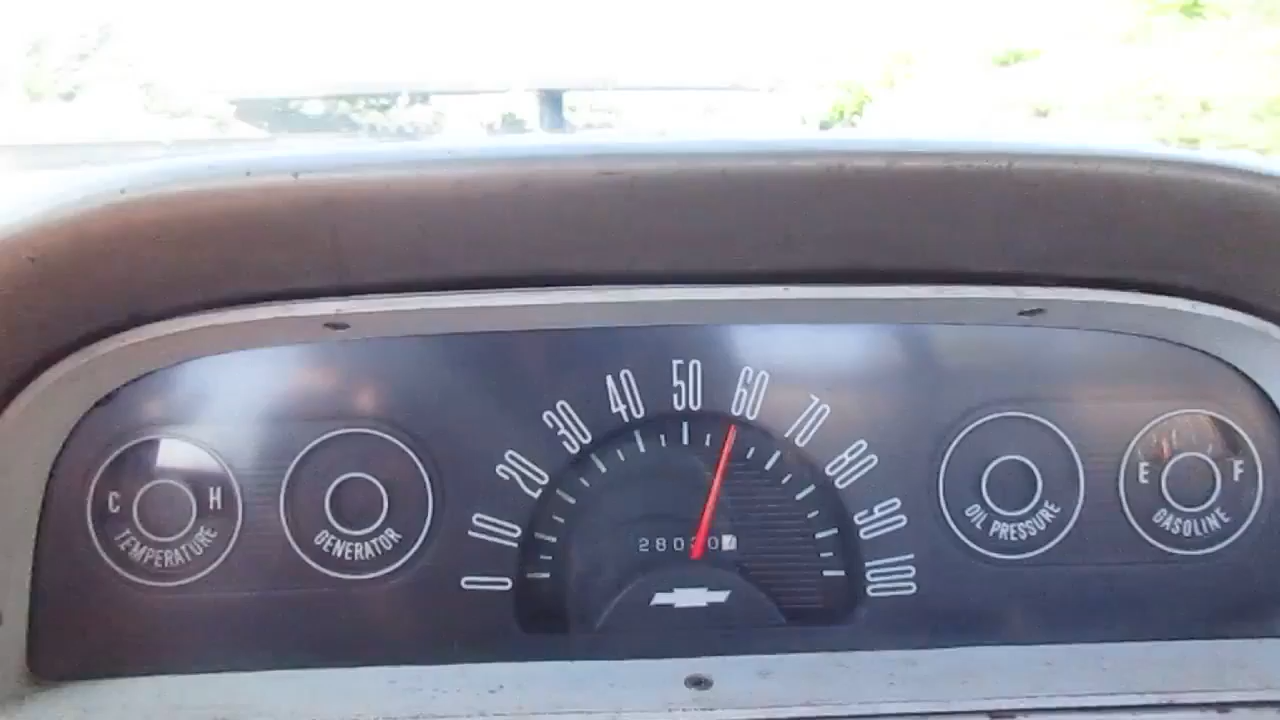 C H
TEMPERATURE
GENERATOR
0 10 20 30 40 50 60 70 80 90 100
OIL PRESSURE
E F
GASOLINE